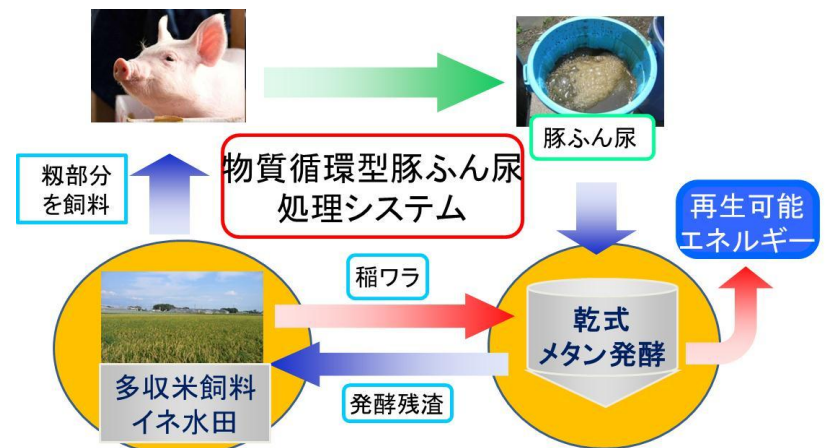 豚ふん尿
籾部分
を飼料
物質循環型豚ふん尿
処理システム
再生可能
エネルギー
稲ワラ
乾式
メタン発酵
多収米飼料
イネ水田
発酵残渣